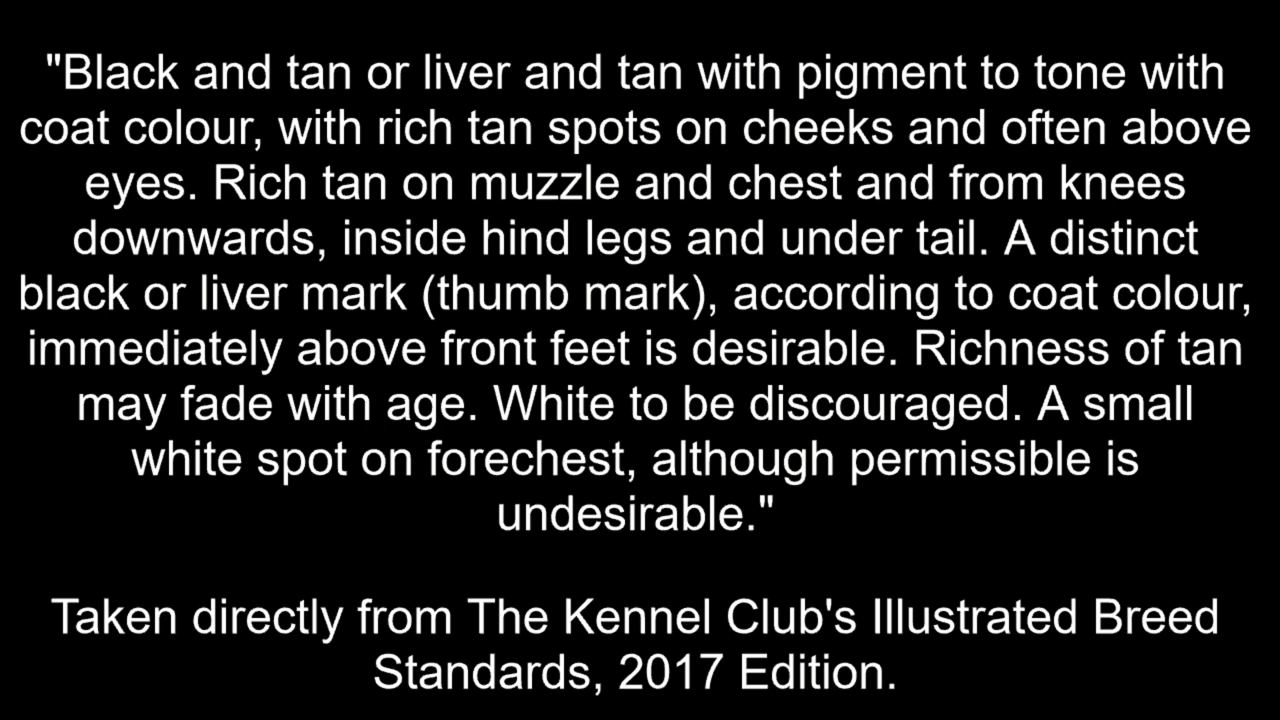 "Black and tan or liver and tan with pigment to tone with
coat colour, with rich tan spots on cheeks and often above
eyes. Rich tan on muzzle and chest and from knees
downwards, inside hind legs and under tail. A distinct
black or liver mark (thumb mark), according to coat colour,
immediately above front feet is desirable. Richness of tan
may fade with age. White to be discouraged. A small
white spot on forechest, although permissible is
undesirable."
Taken directly from The Kennel Club's Illustrated Breed
Standards, 2017 Edition.